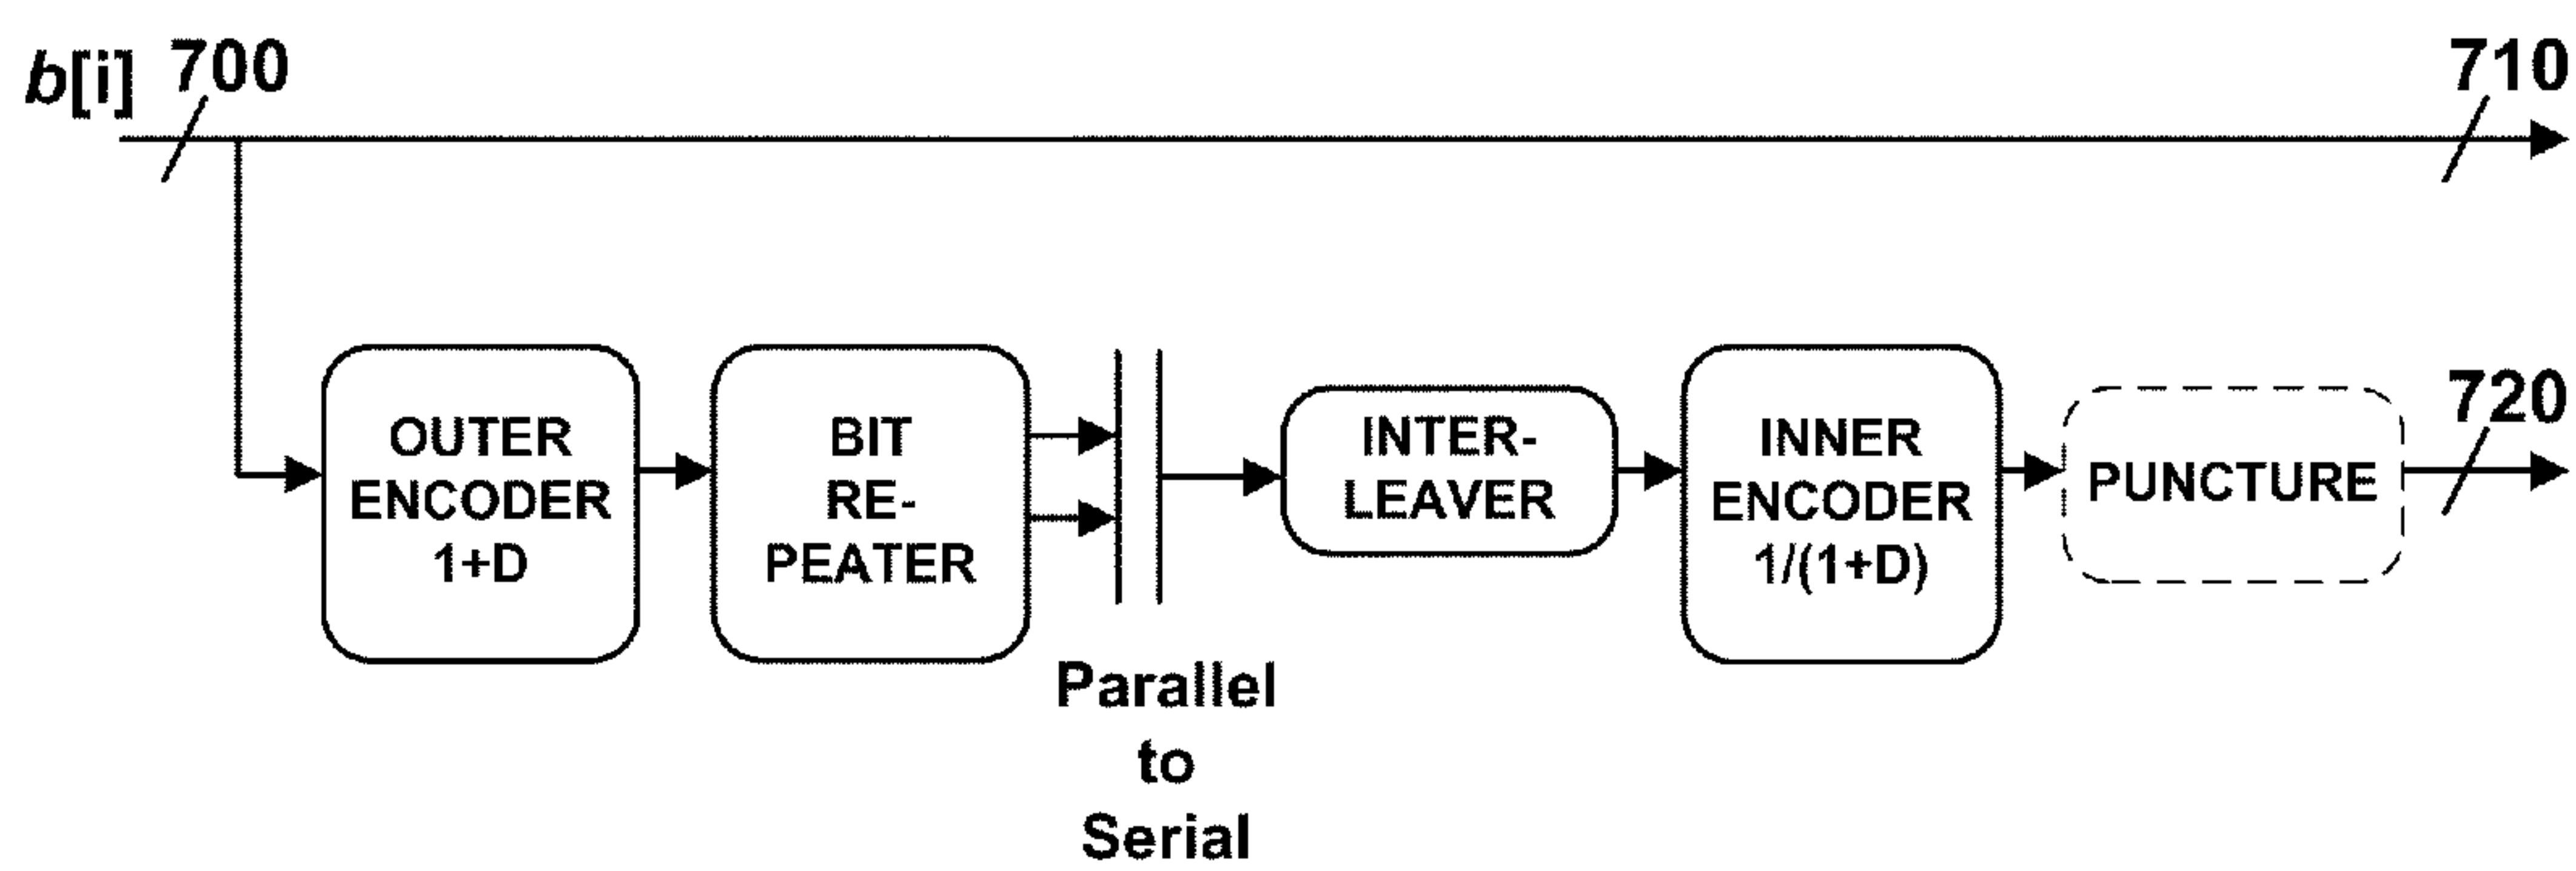 b[i] 700
710
OUTER
ENCODER
1+D
BIT
RE-
PEATER
Parallel
to
Serial
INTER-
LEAVER
INNER
ENCODER
1/(1+D)
PUNCTURE
720